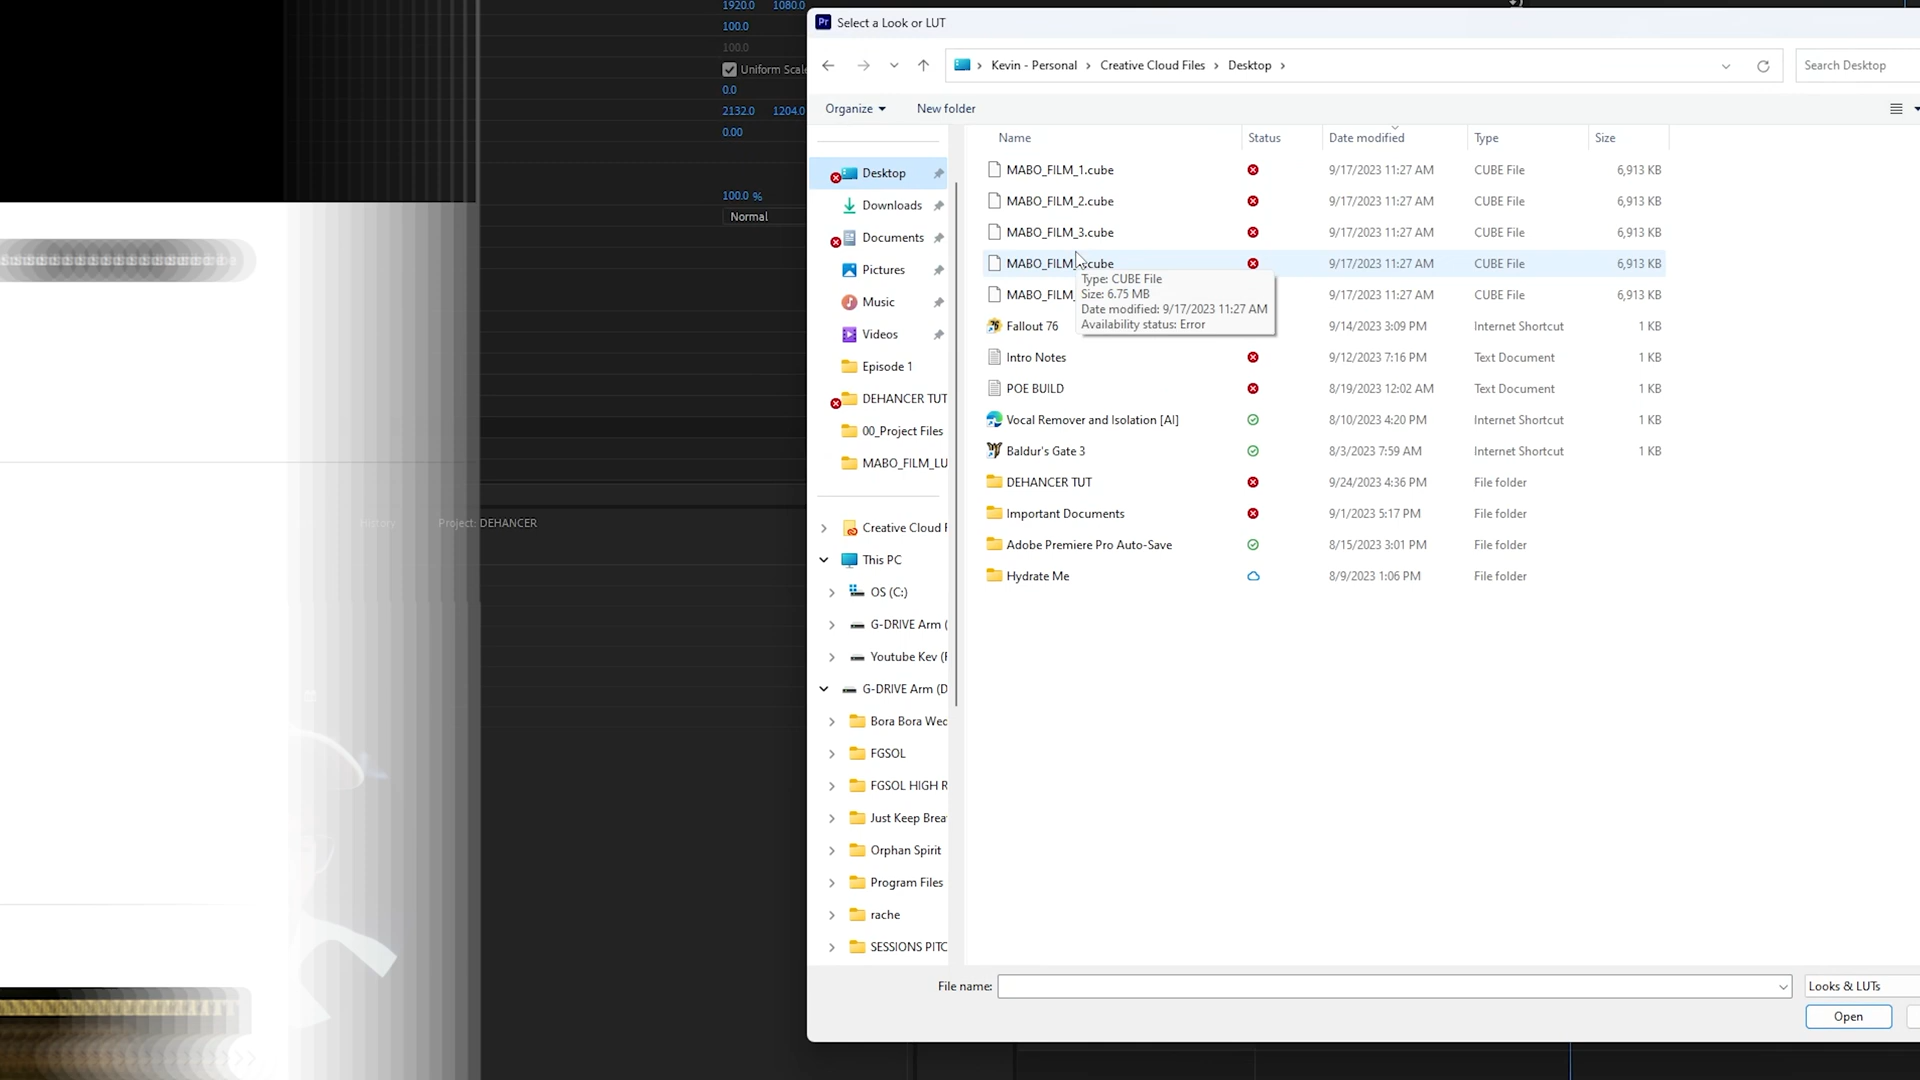 1920.0 1080.0
100.0
100.0
Uniform Scale
0.0
2132.0 1204.0
0.00
100.0 %
Normal
History Project: DEHANCER
Pr Select a Look or LUT
Kevin - Personal › Creative Cloud Files › Desktop ›
Search Desktop
Organize New folder
Desktop
Downloads
Documents
Pictures
Music
Videos
Episode 1
DEHANCER TUT
00_Project Files
MABO_FILM_LU
Creative Cloud F
This PC
OS (C:)
G-DRIVE Arm (
Youtube Kev (F
G-DRIVE Arm (D
Bora Bora Wed
FGSOL
FGSOL HIGH R
Just Keep Brea
Orphan Spirit
Program Files
rache
SESSIONS PITC
Name Status Date modified Type Size
MABO_FILM_1.cube 9/17/2023 11:27 AM CUBE File 6,913 KB
MABO_FILM_2.cube 9/17/2023 11:27 AM CUBE File 6,913 KB
MABO_FILM_3.cube 9/17/2023 11:27 AM CUBE File 6,913 KB
MABO_FILM_ .cube 9/17/2023 11:27 AM CUBE File 6,913 KB
MABO_FILM_ 9/17/2023 11:27 AM CUBE File 6,913 KB
Type: CUBE File
Size: 6.75 MB
Date modified: 9/17/2023 11:27 AM
Availability status: Error
Fallout 76 9/14/2023 3:09 PM Internet Shortcut 1 KB
Intro Notes 9/12/2023 7:16 PM Text Document 1 KB
POE BUILD 8/19/2023 12:02 AM Text Document 1 KB
Vocal Remover and Isolation [AI] 8/10/2023 4:20 PM Internet Shortcut 1 KB
Baldur's Gate 3 8/3/2023 7:59 AM Internet Shortcut 1 KB
DEHANCER TUT 9/24/2023 4:36 PM File folder
Important Documents 9/1/2023 5:17 PM File folder
Adobe Premiere Pro Auto-Save 8/15/2023 3:01 PM File folder
Hydrate Me 8/9/2023 1:06 PM File folder
File name: Looks & LUTs
Open